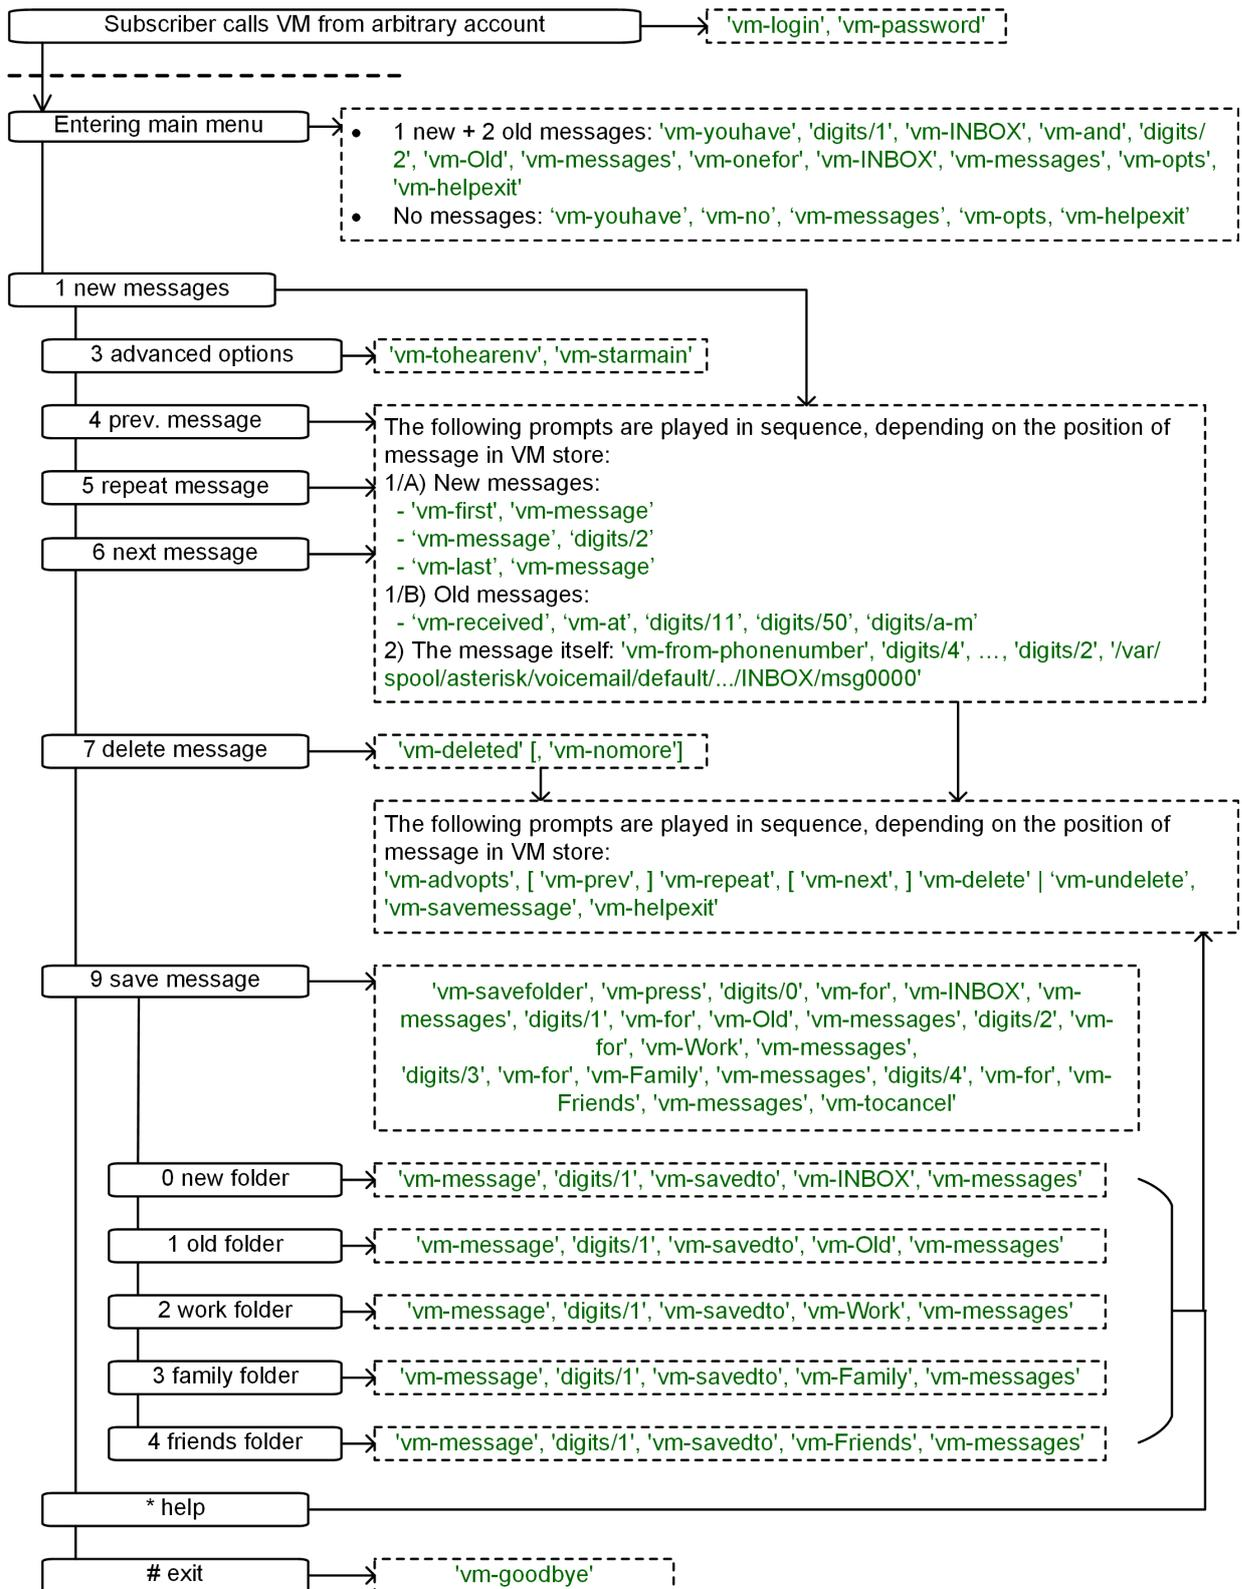 Subscriber calls VM from arbitrary account
'vm-login', 'vm-password'
Entering main menu
• 1 new + 2 old messages: 'vm-youhave', 'digits/1', 'vm-INBOX', 'vm-and', 'digits/
2', 'vm-Old', 'vm-messages', 'vm-onefor', 'vm-INBOX', 'vm-messages', 'vm-opts',
'vm-helpexit'
• No messages: ‘vm-youhave’, ‘vm-no’, ‘vm-messages’, ‘vm-opts, ‘vm-helpexit’
1 new messages
3 advanced options
'vm-tohearenv', 'vm-starmain'
4 prev. message
5 repeat message
6 next message
The following prompts are played in sequence, depending on the position of
message in VM store:
1/A) New messages:
- 'vm-first', 'vm-message’
- ‘vm-message’, ‘digits/2’
- ‘vm-last’, ‘vm-message’
1/B) Old messages:
- ‘vm-received’, ‘vm-at’, ‘digits/11’, ‘digits/50’, ‘digits/a-m’
2) The message itself: 'vm-from-phonenumber', 'digits/4', …, 'digits/2', '/var/
spool/asterisk/voicemail/default/.../INBOX/msg0000'
7 delete message
'vm-deleted' [, 'vm-nomore']
The following prompts are played in sequence, depending on the position of
message in VM store:
'vm-advopts', [ 'vm-prev', ] 'vm-repeat', [ 'vm-next', ] 'vm-delete' | ‘vm-undelete’,
'vm-savemessage', 'vm-helpexit'
9 save message
'vm-savefolder', 'vm-press', 'digits/0', 'vm-for', 'vm-INBOX', 'vm-
messages', 'digits/1', 'vm-for', 'vm-Old', 'vm-messages', 'digits/2', 'vm-
for', 'vm-Work', 'vm-messages',
'digits/3', 'vm-for', 'vm-Family', 'vm-messages', 'digits/4', 'vm-for', 'vm-
Friends', 'vm-messages', 'vm-tocancel'
0 new folder
'vm-message', 'digits/1', 'vm-savedto', 'vm-INBOX', 'vm-messages'
1 old folder
'vm-message', 'digits/1', 'vm-savedto', 'vm-Old', 'vm-messages'
2 work folder
'vm-message', 'digits/1', 'vm-savedto', 'vm-Work', 'vm-messages'
3 family folder
'vm-message', 'digits/1', 'vm-savedto', 'vm-Family', 'vm-messages'
4 friends folder
'vm-message', 'digits/1', 'vm-savedto', 'vm-Friends', 'vm-messages'
* help
# exit
'vm-goodbye'